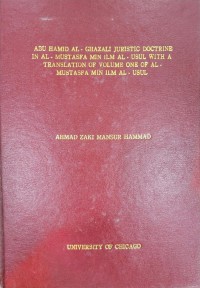 ABU HAMID AL - GHAZALI JURISTIC DOCTRINE
IN AL - MUSTASFA MIN ILM AL - USUL WITH A
TRANSLATION OF VOLUME ONE OF AL -
MUSTASFA MIN ILM AL - USUL
AHMAD ZAKI MANSUR HAMMAD
UNIVERSITY OF CHICAGO